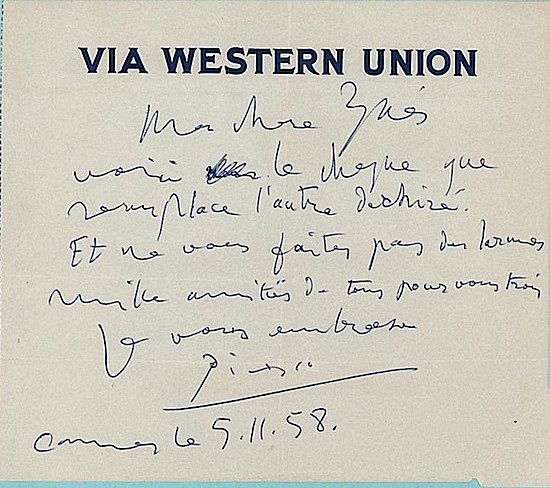 VIA WESTERN UNION
Ma chere Inès
voici le cheque que
remplace l'autre dechiré.
Et ne vous faites pas des larmes
mille amitiés de tous pour vous trois
Je vous embrasse
Picasso
Cannes le 5.11.58.